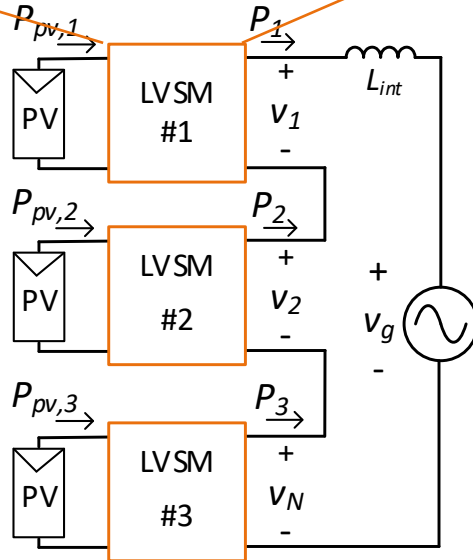 P_pv,1 P_1
PV LVSM #1 + v_1 - L_int
P_pv,2 P_2
PV LVSM #2 + v_2 - + v_g -
P_pv,3 P_3
PV LVSM #3 + v_N -